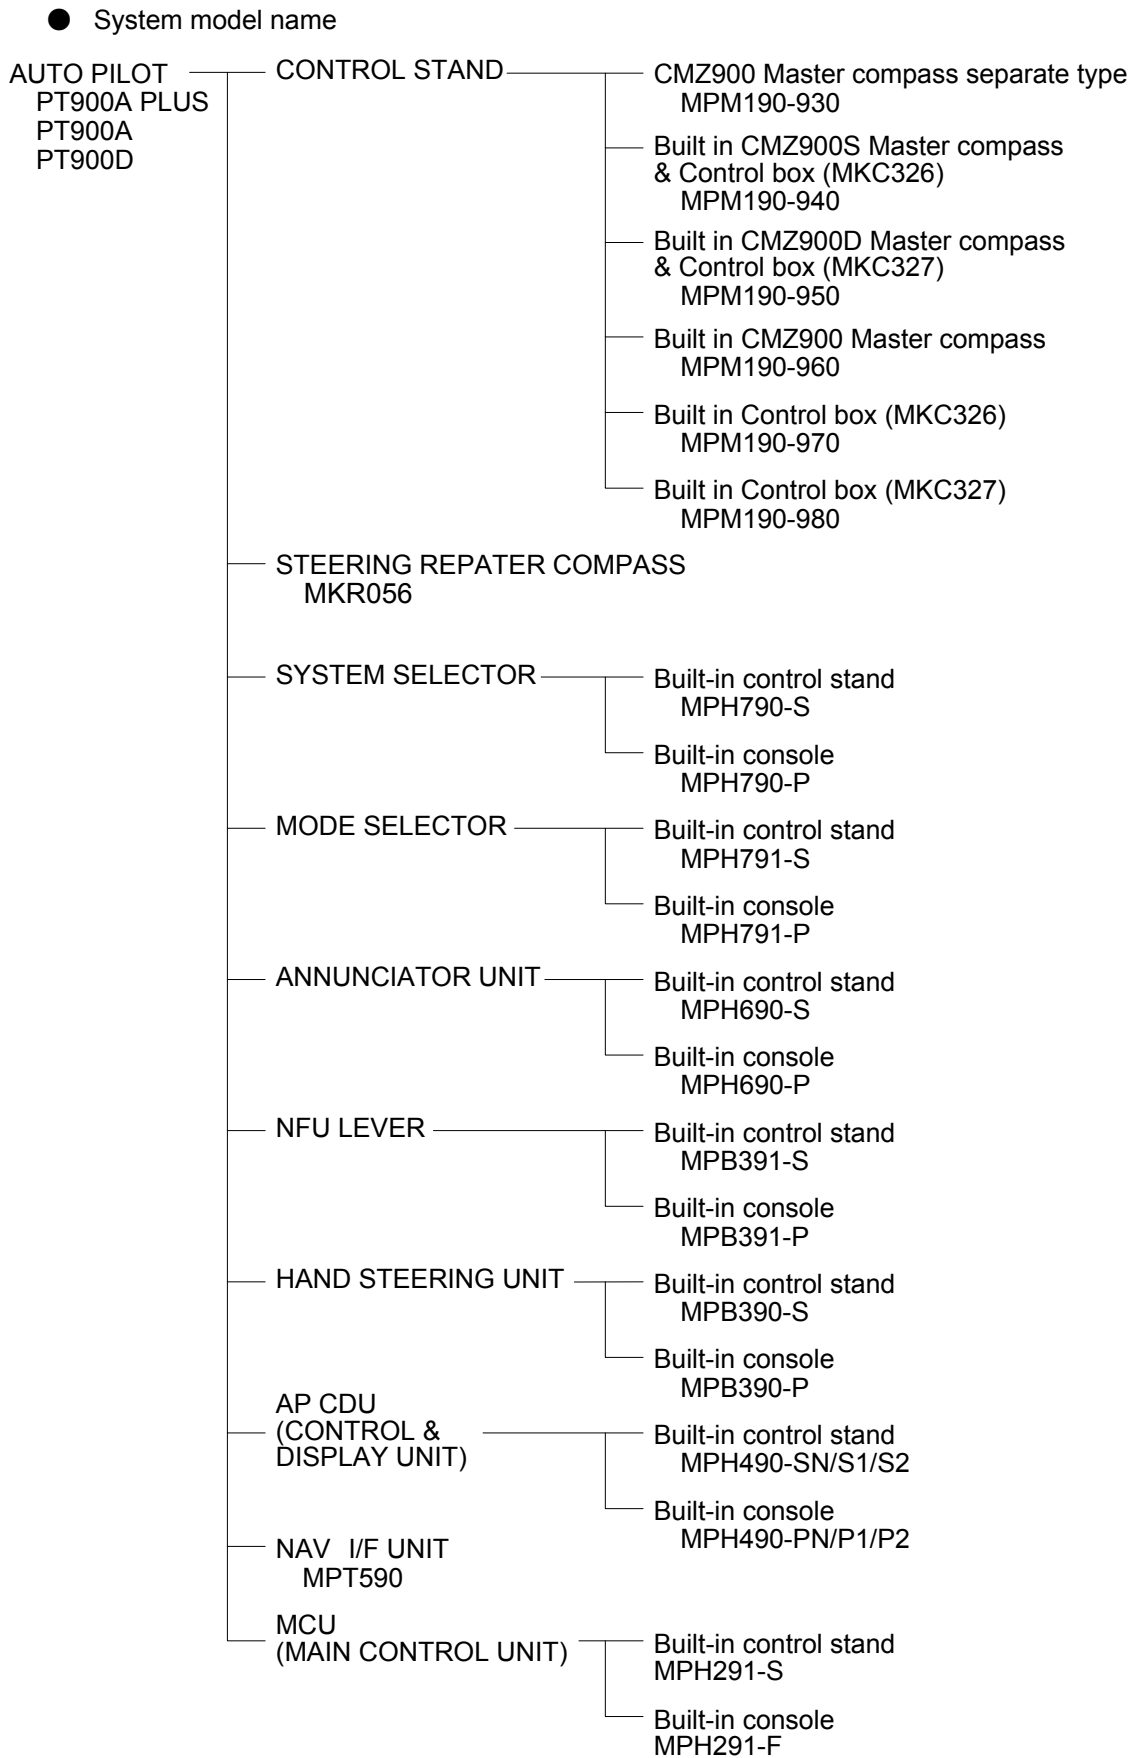 ● System model name
AUTO PILOT
PT900A PLUS
PT900A
PT900D
CONTROL STAND
CMZ900 Master compass separate type
MPM190-930
Built in CMZ900S Master compass
& Control box (MKC326)
MPM190-940
Built in CMZ900D Master compass
& Control box (MKC327)
MPM190-950
Built in CMZ900 Master compass
MPM190-960
Built in Control box (MKC326)
MPM190-970
Built in Control box (MKC327)
MPM190-980
STEERING REPATER COMPASS
MKR056
SYSTEM SELECTOR
Built-in control stand
MPH790-S
Built-in console
MPH790-P
MODE SELECTOR
Built-in control stand
MPH791-S
Built-in console
MPH791-P
ANNUNCIATOR UNIT
Built-in control stand
MPH690-S
Built-in console
MPH690-P
NFU LEVER
Built-in control stand
MPB391-S
Built-in console
MPB391-P
HAND STEERING UNIT
Built-in control stand
MPB390-S
Built-in console
MPB390-P
AP CDU
(CONTROL &
DISPLAY UNIT)
Built-in control stand
MPH490-SN/S1/S2
Built-in console
MPH490-PN/P1/P2
NAV I/F UNIT
MPT590
MCU
(MAIN CONTROL UNIT)
Built-in control stand
MPH291-S
Built-in console
MPH291-F